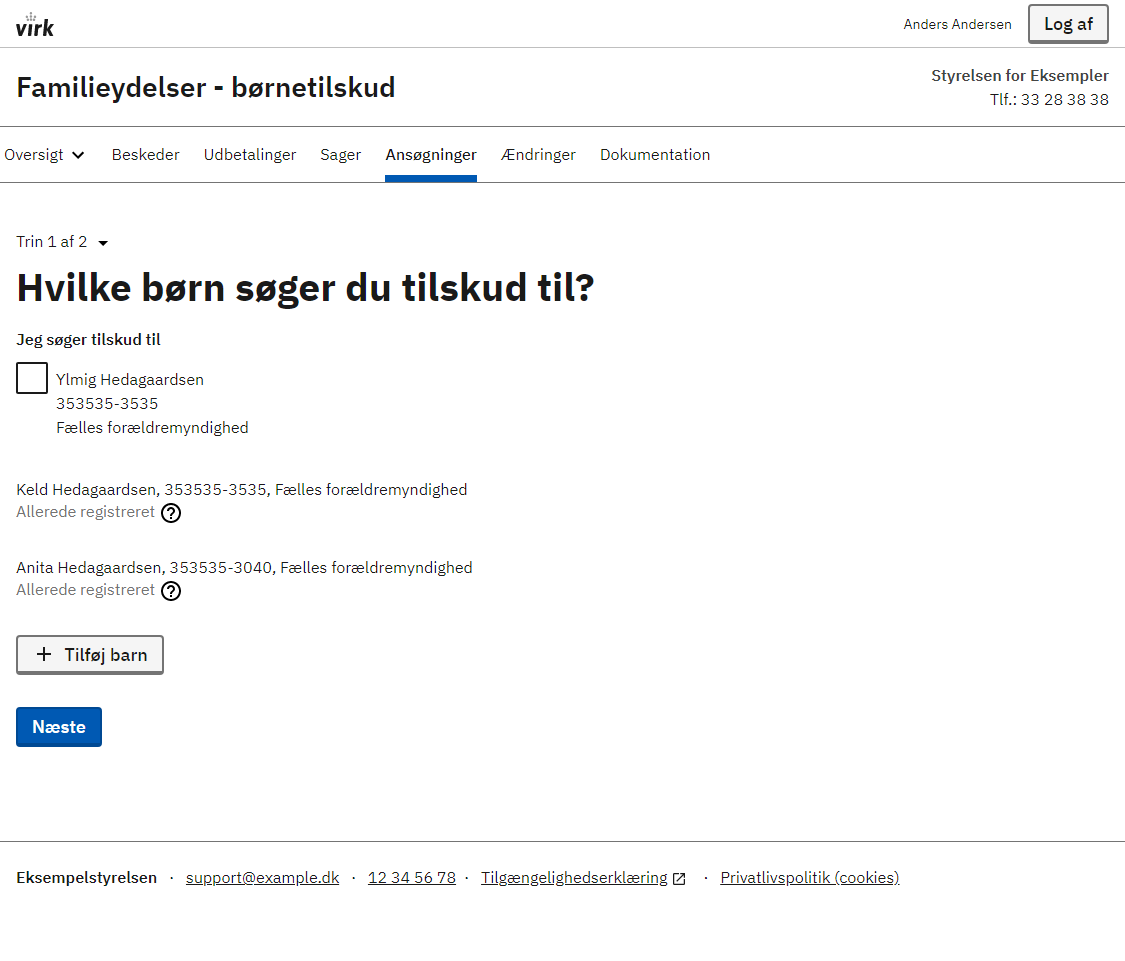 virk
Anders Andersen
Log af
Familieydelser - børnetilskud
Styrelsen for Eksempler
Tlf.: 33 28 38 38
Oversigt Beskeder Udbetalinger Sager Ansøgninger Ændringer Dokumentation
Trin 1 af 2
Hvilke børn søger du tilskud til?
Jeg søger tilskud til
Ylmig Hedagaardsen
353535-3535
Fælles forældremyndighed
Keld Hedagaardsen, 353535-3535, Fælles forældremyndighed
Allerede registreret
Anita Hedagaardsen, 353535-3040, Fælles forældremyndighed
Allerede registreret
Tilføj barn
Næste
Eksempelstyrelsen · support@example.dk · 12 34 56 78 · Tilgængelighedserklæring · Privatlivspolitik (cookies)